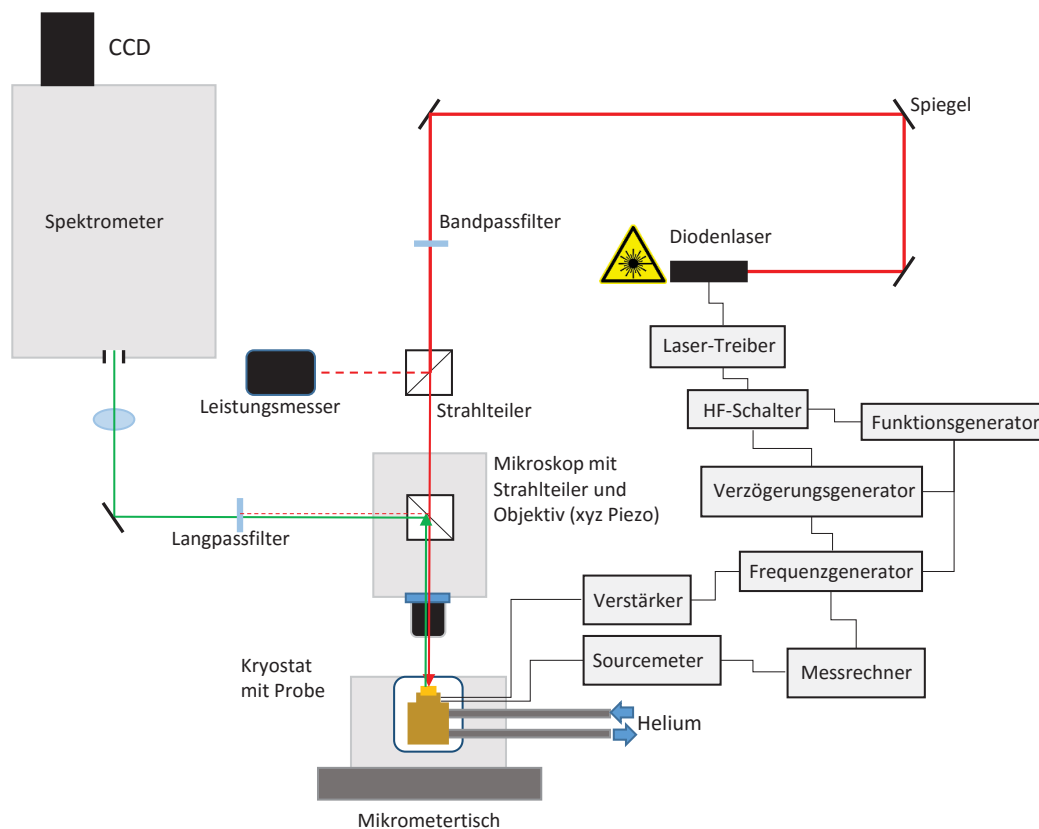 CCD
Spiegel
Spektrometer
Bandpassfilter
Diodenlaser
Laser-Treiber
Leistungsmesser
Strahlteiler
HF-Schalter
Funktionsgenerator
Mikroskop mit
Strahlteiler und
Objektiv (xyz Piezo)
Verzögerungsgenerator
Langpassfilter
Frequenzgenerator
Verstärker
Kryostat
mit Probe
Sourcemeter
Messrechner
Helium
Mikrometertisch